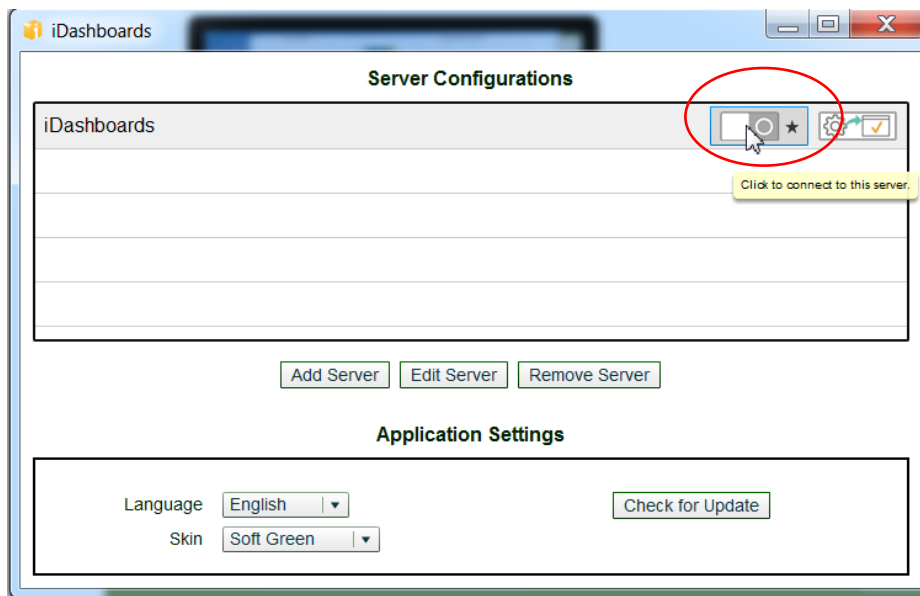 iDashboards
Server Configurations
iDashboards
Click to connect to this server.
Add Server Edit Server Remove Server
Application Settings
Language English Check for Update
Skin Soft Green